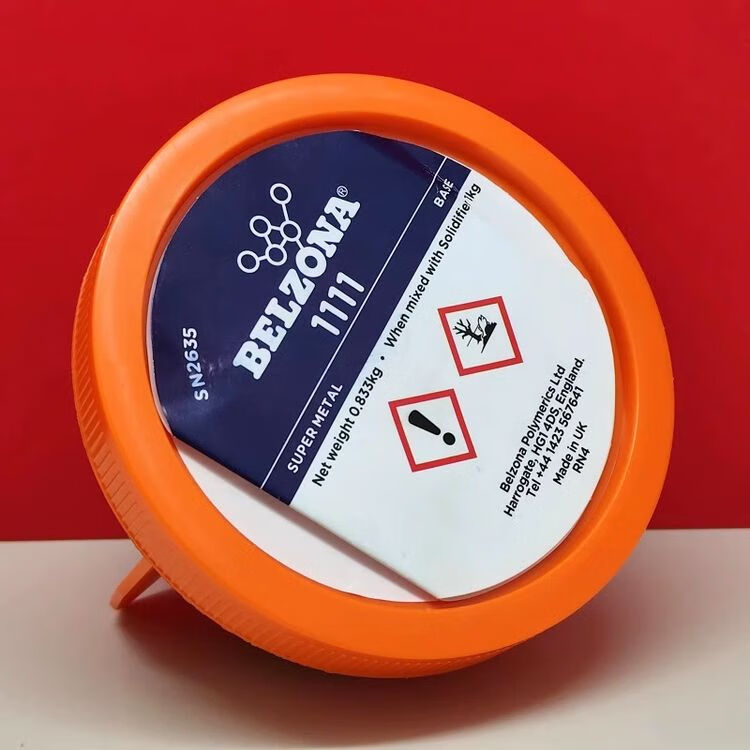 SN2635
BELZONA®
1111
SUPER METAL
BASE
Net weight 0.833kg • When mixed with Solidifier 1kg
Belzona Polymerics Ltd
Harrogate, HG1 4DS, England.
Tel +44 1423 567641
Made in UK
RN4